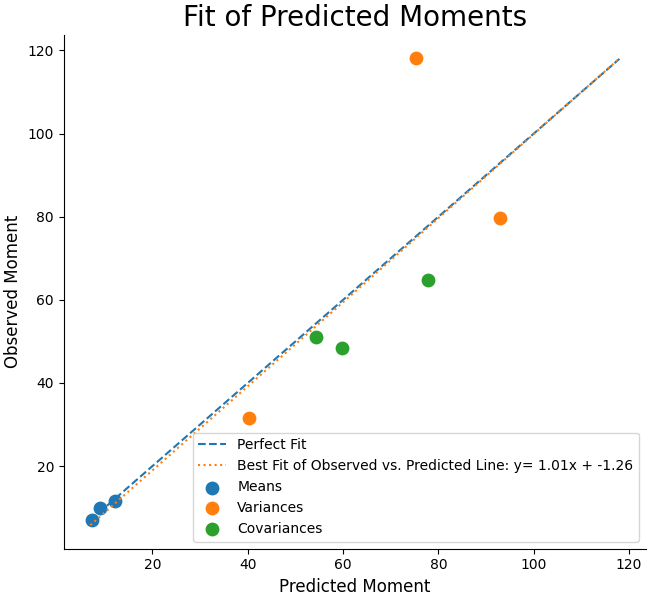 Fit of Predicted Moments
Observed Moment
120
100
80
60
40
20
Perfect Fit
Best Fit of Observed vs. Predicted Line: y= 1.01x + -1.26
Means
Variances
Covariances
20
40
60
80
100
120
Predicted Moment